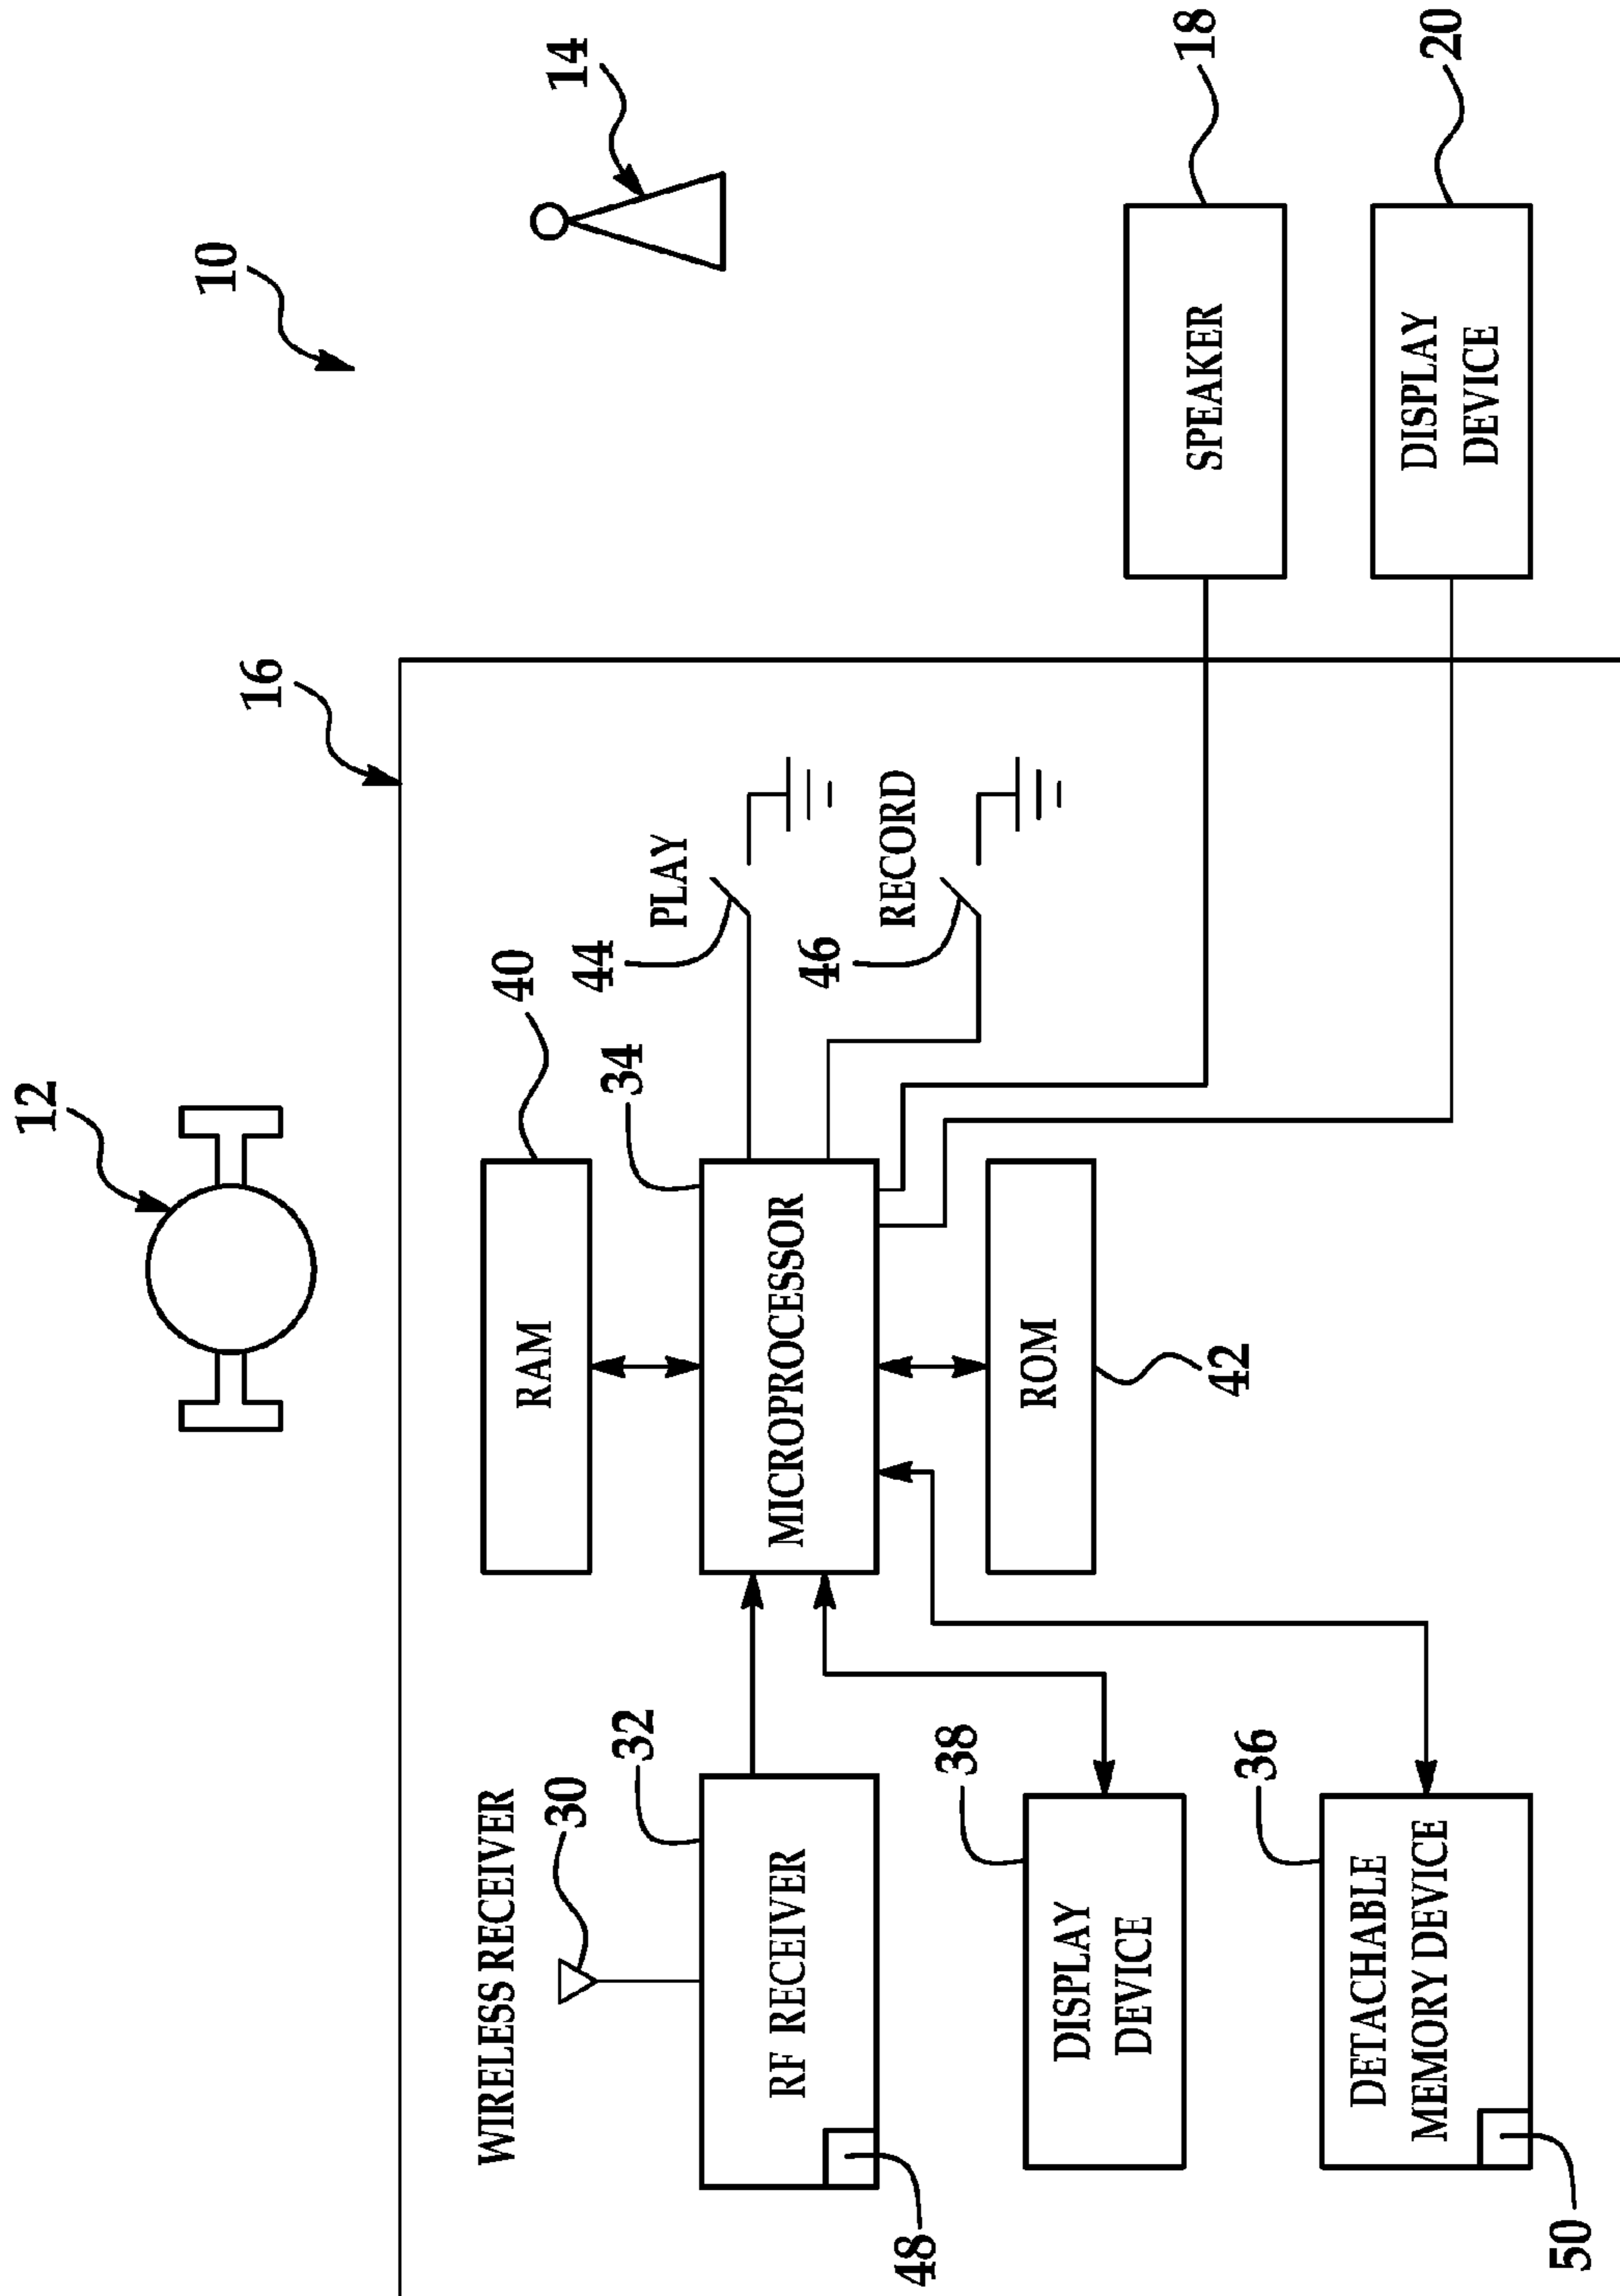 12
10
14
16
WIRELESS RECEIVER
30
32
RF RECEIVER
48
RAM
40
34
MICROPROCESSOR
44
PLAY
46
RECORD
ROM
42
38
DISPLAY
DEVICE
36
DETACHABLE
MEMORY DEVICE
50
SPEAKER
18
DISPLAY
DEVICE
20